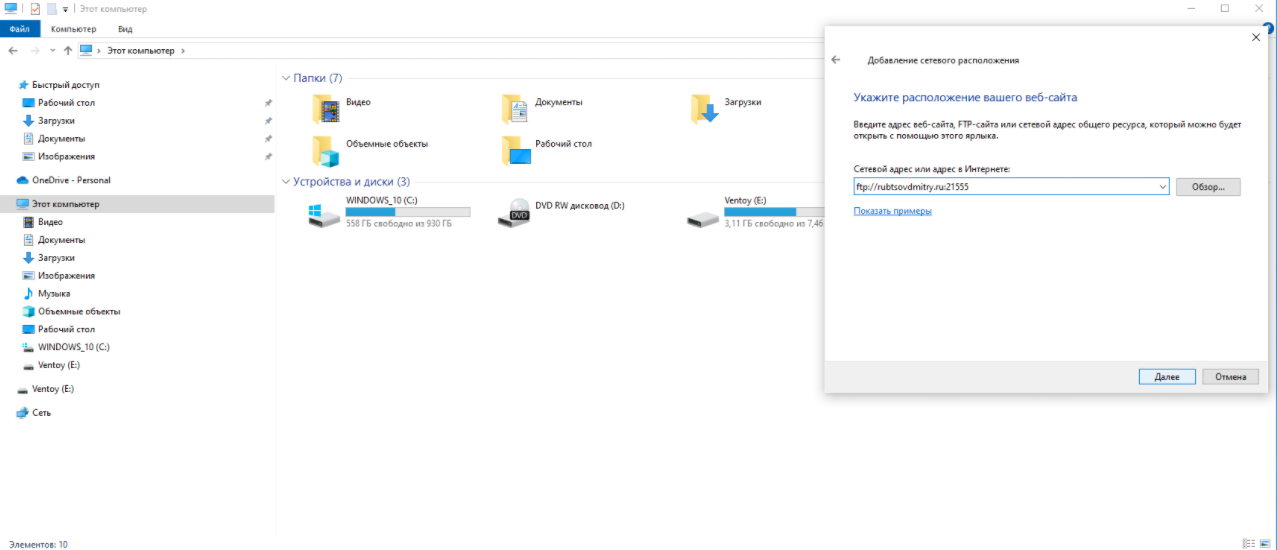 Этот компьютер
Файл Компьютер Вид
Этот компьютер
Быстрый доступ
Рабочий стол
Загрузки
Документы
Изображения
OneDrive - Personal
Этот компьютер
Видео
Документы
Загрузки
Изображения
Музыка
Объемные объекты
Рабочий стол
WINDOWS_10 (C:)
Ventoy (E:)
Ventoy (E:)
Сеть
Папки (7)
Видео
Документы
Загрузки
Объемные объекты
Рабочий стол
Устройства и диски (3)
WINDOWS_10 (C:)
558 ГБ свободно из 930 ГБ
DVD
DVD RW дисковод (D:)
Ventoy (E:)
3,11 ГБ свободно из 7,46
Добавление сетевого расположения
Укажите расположение вашего веб-сайта
Введите адрес веб-сайта, FTP-сайта или сетевой адрес общего ресурса, который можно будет
открыть с помощью этого ярлыка.
Сетевой адрес или адрес в Интернете:
ftp://rubtsovdmitry.ru:21555
Обзор...
Показать примеры
Далее
Отмена
Элементов: 10